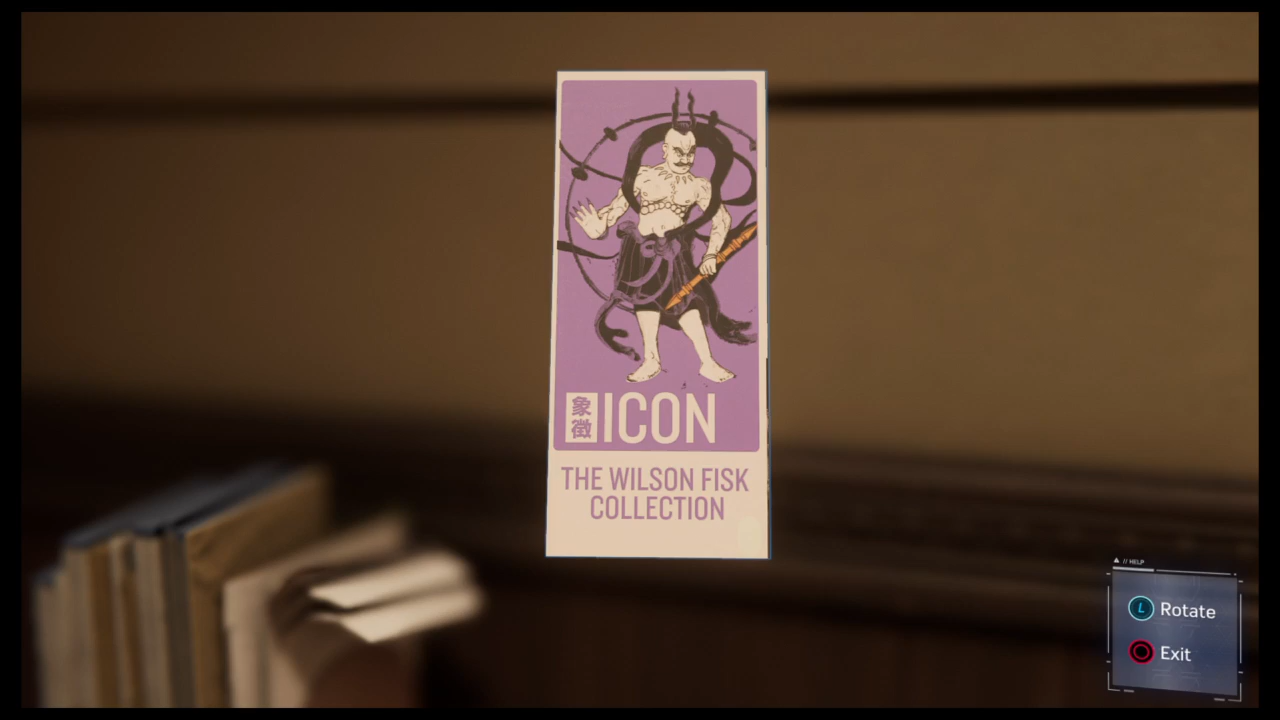 象徴
ICON
THE WILSON FISK
COLLECTION
// HELP
L Rotate
Exit